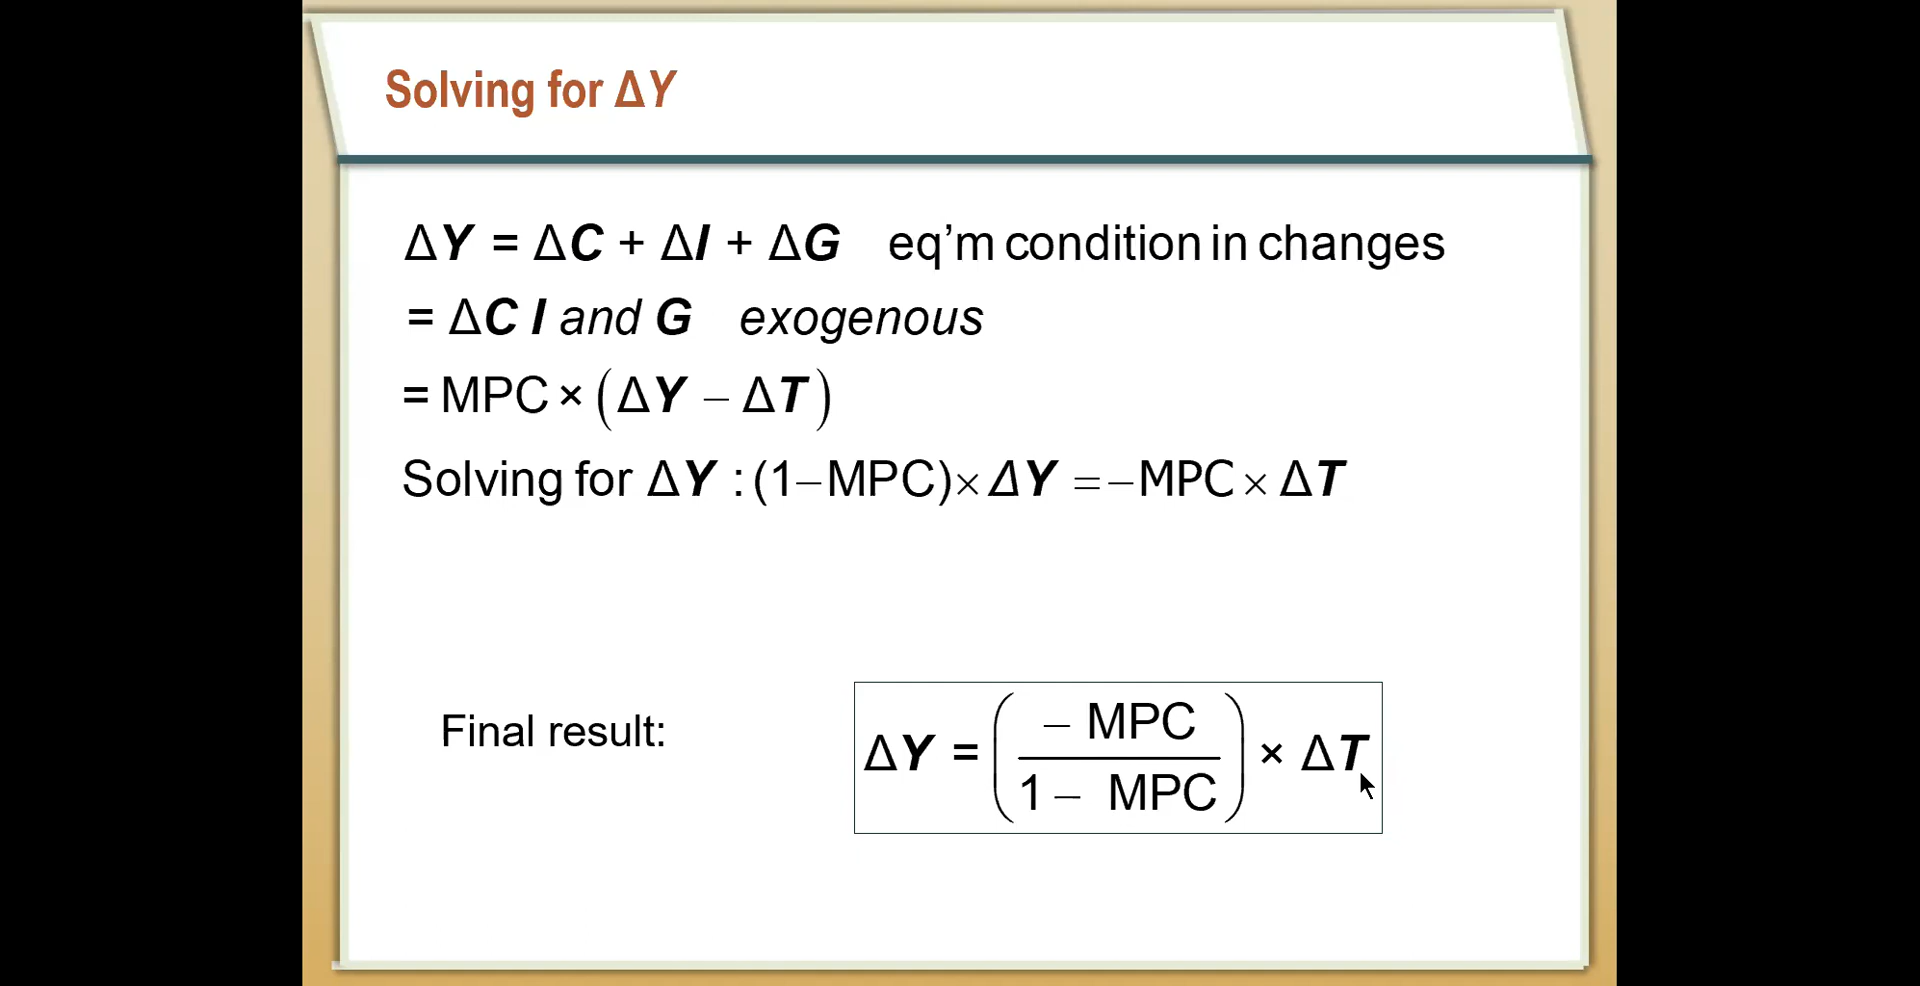 Solving for ΔY
ΔY = ΔC + ΔI + ΔG eq’m condition in changes
= ΔC I and G exogenous
= MPC × (ΔY − ΔT)
Solving for ΔY : (1−MPC)×ΔY = −MPC × ΔT
Final result:
ΔY = (− MPC / 1 − MPC) × ΔT